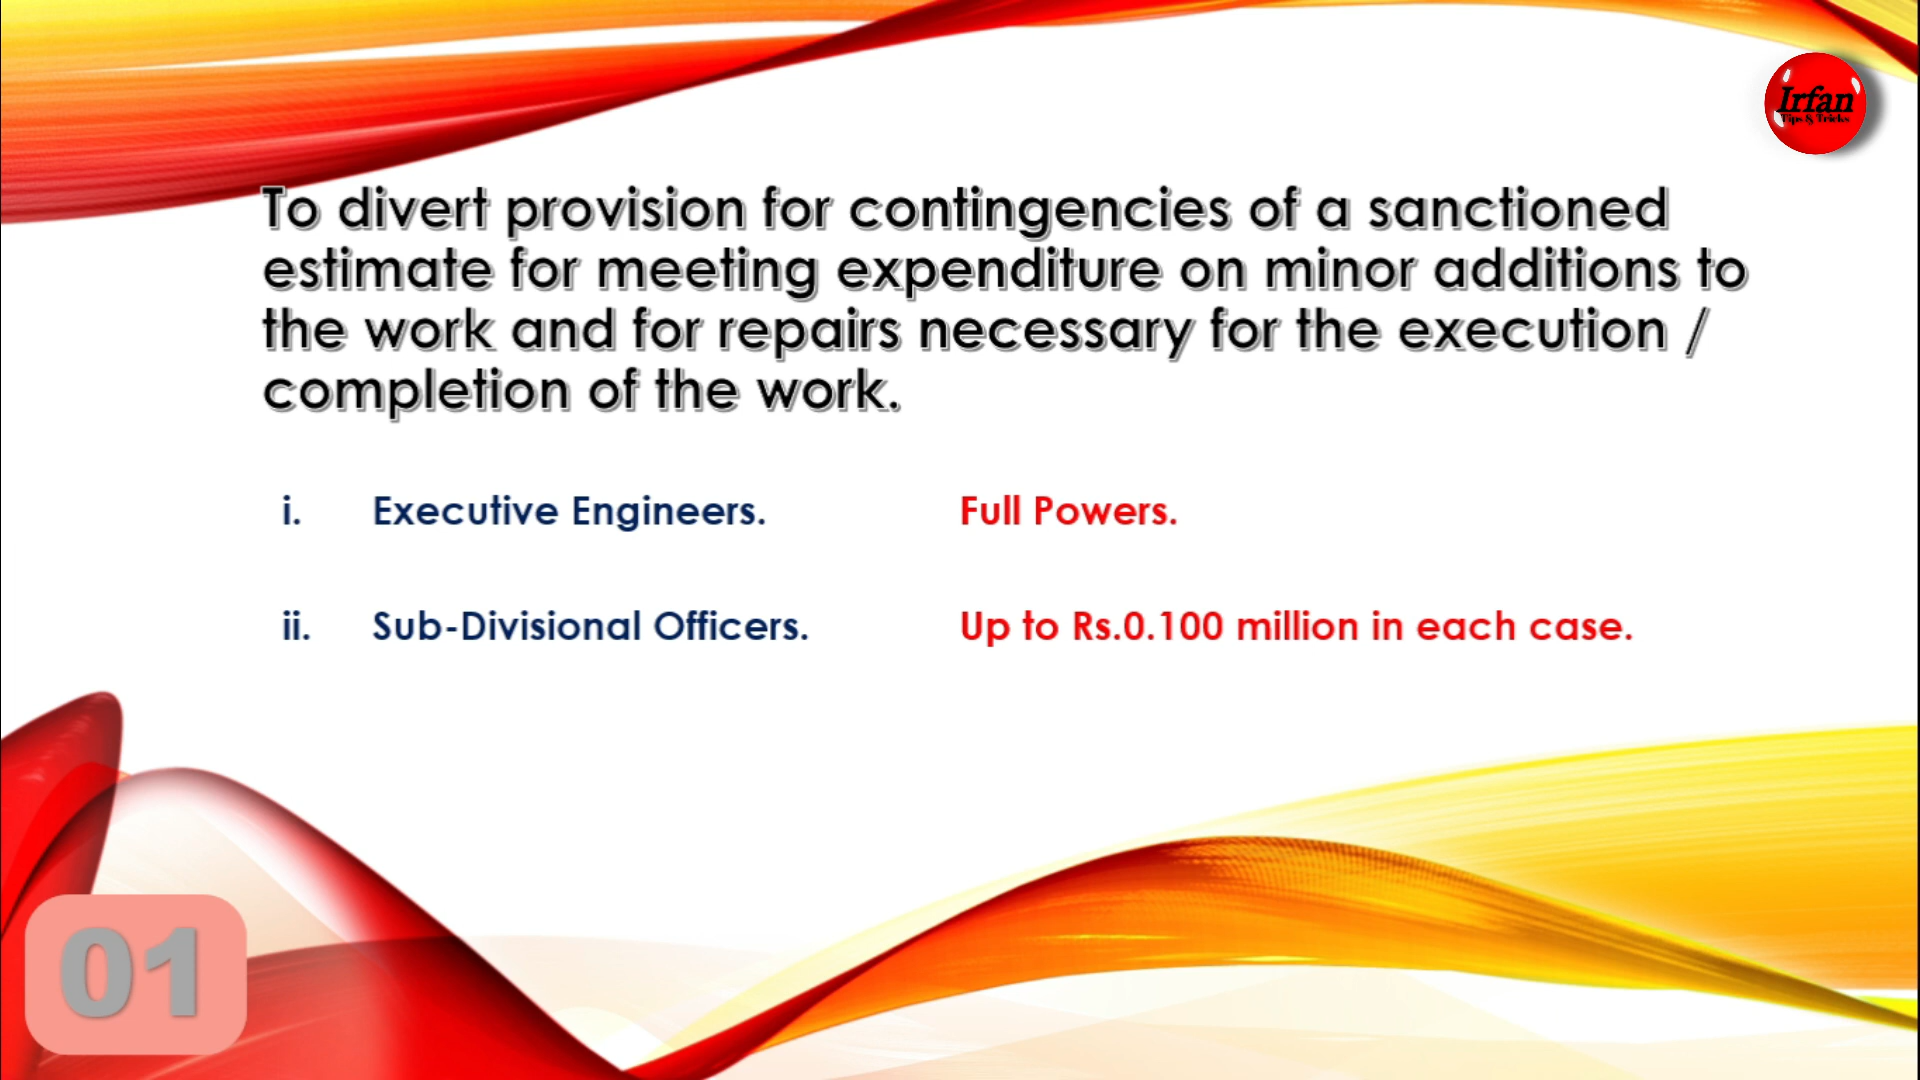 Irfan
Tips & Tricks
To divert provision for contingencies of a sanctioned
estimate for meeting expenditure on minor additions to
the work and for repairs necessary for the execution /
completion of the work.
i. Executive Engineers. Full Powers.
ii. Sub-Divisional Officers. Up to Rs.0.100 million in each case.
01